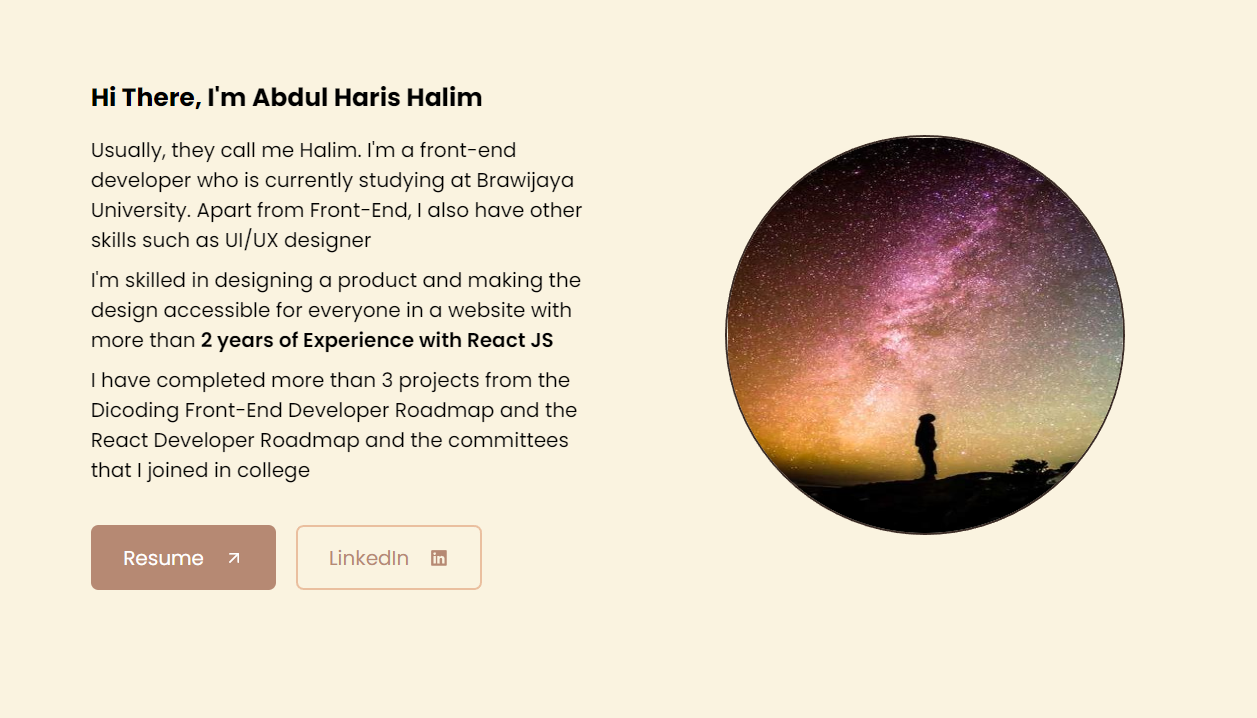 Hi There, I'm Abdul Haris Halim
Usually, they call me Halim. I'm a front-end
developer who is currently studying at Brawijaya
University. Apart from Front-End, I also have other
skills such as UI/UX designer
I'm skilled in designing a product and making the
design accessible for everyone in a website with
more than 2 years of Experience with React JS
I have completed more than 3 projects from the
Dicoding Front-End Developer Roadmap and the
React Developer Roadmap and the committees
that I joined in college
Resume
LinkedIn